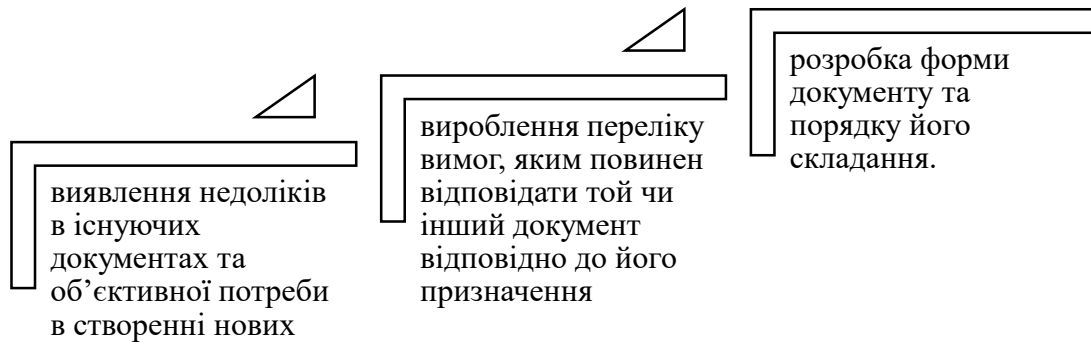 виявлення недоліків
в існуючих
документах та
об’єктивної потреби
в створенні нових
вироблення переліку
вимог, яким повинен
відповідати той чи
інший документ
відповідно до його
призначення
розробка форми
документу та
порядку його
складання.